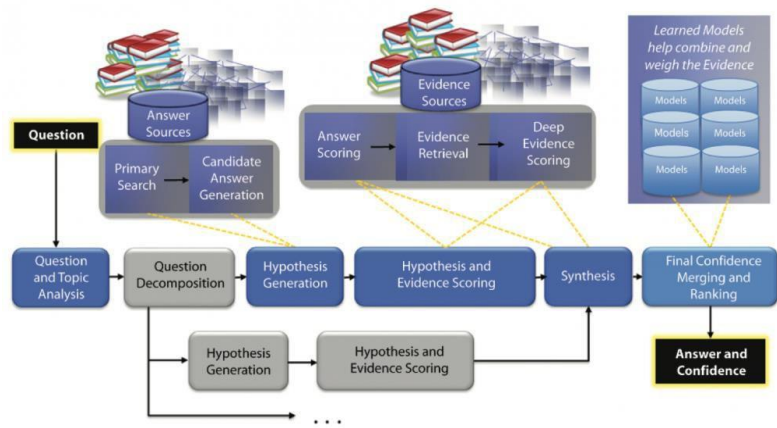 Learned Models
help combine and
weigh the Evidence
Models
Models
Models
Models
Models
Models
Answer
Sources
Evidence
Sources
Question
Primary
Search
Candidate
Answer
Generation
Answer
Scoring
Evidence
Retrieval
Deep
Evidence
Scoring
Question
and Topic
Analysis
Question
Decomposition
Hypothesis
Generation
Hypothesis and
Evidence Scoring
Synthesis
Final Confidence
Merging and
Ranking
Hypothesis
Generation
Hypothesis and
Evidence Scoring
Answer and
Confidence
. . .